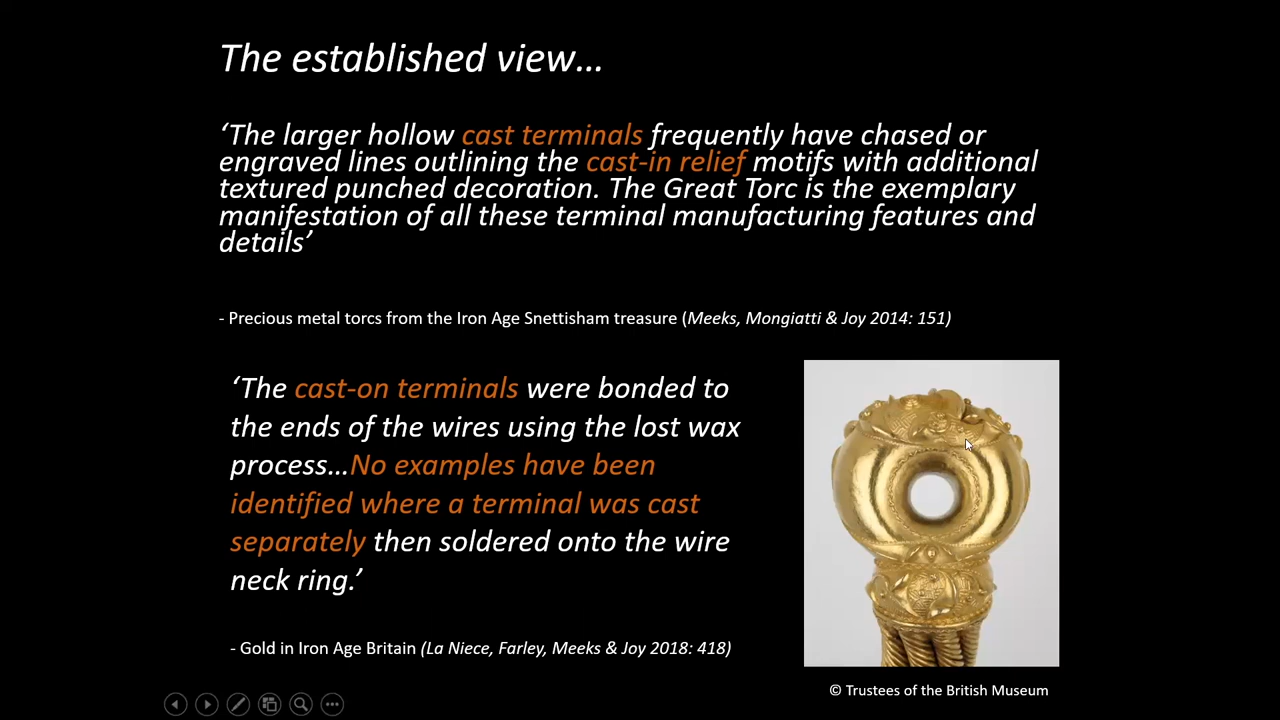 The established view...
‘The larger hollow cast terminals frequently have chased or
engraved lines outlining the cast-in relief motifs with additional
textured punched decoration. The Great Torc is the exemplary
manifestation of all these terminal manufacturing features and
details’
- Precious metal torcs from the Iron Age Snettisham treasure (Meeks, Mongiatti & Joy 2014: 151)
‘The cast-on terminals were bonded to
the ends of the wires using the lost wax
process…No examples have been
identified where a terminal was cast
separately then soldered onto the wire
neck ring.’
- Gold in Iron Age Britain (La Niece, Farley, Meeks & Joy 2018: 418)
© Trustees of the British Museum